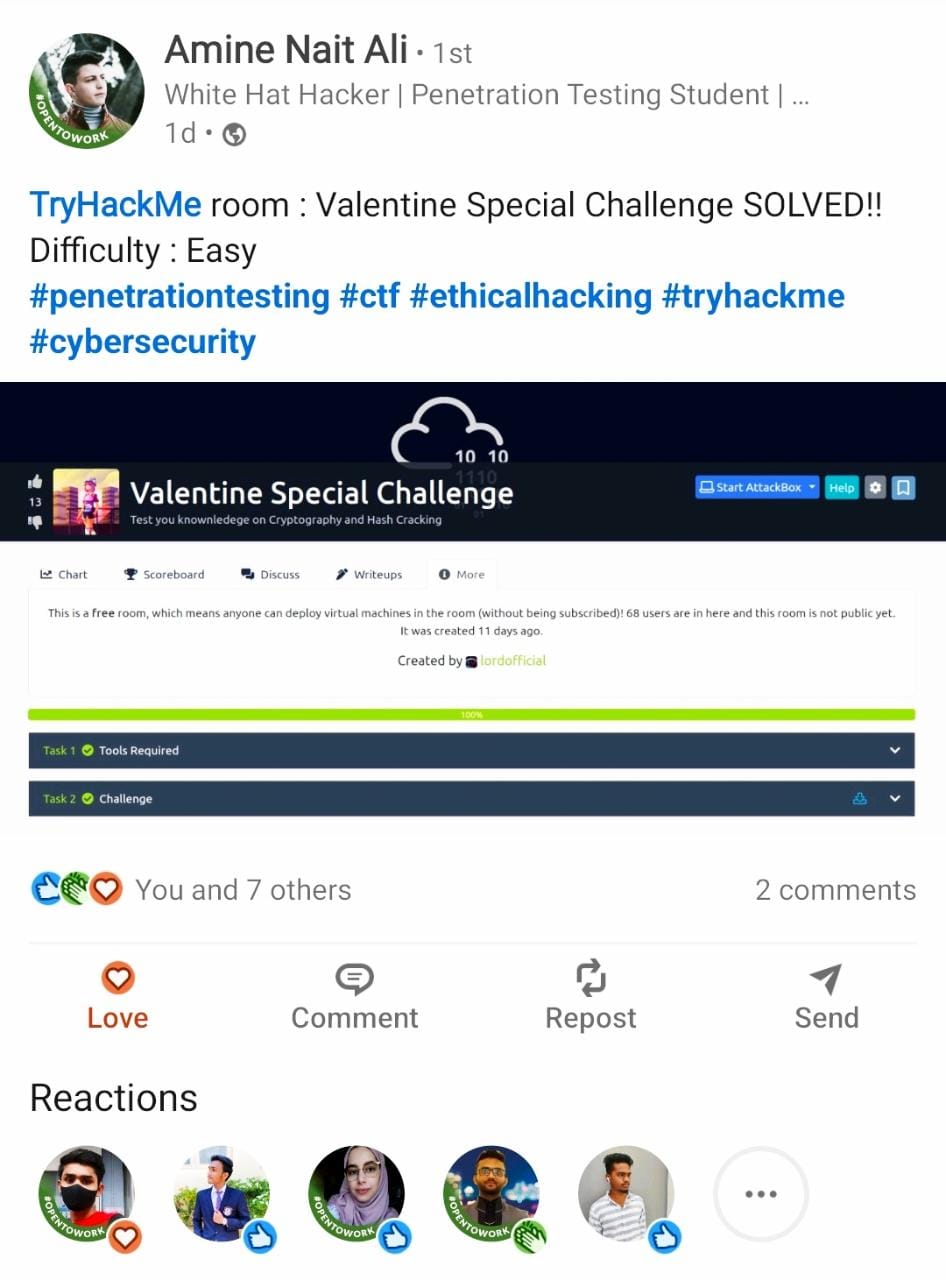 Amine Nait Ali • 1st
White Hat Hacker | Penetration Testing Student | ...
1d •
#OPENTOWORK
TryHackMe room : Valentine Special Challenge SOLVED!!
Difficulty : Easy
#penetrationtesting #ctf #ethicalhacking #tryhackme
#cybersecurity
10 10
1110
13
Valentine Special Challenge
Test you knownledege on Cryptography and Hash Cracking
Start AttackBox
Help
Chart
Scoreboard
Discuss
Writeups
More
This is a free room, which means anyone can deploy virtual machines in the room (without being subscribed)! 68 users are in here and this room is not public yet.
It was created 11 days ago.
Created by lordofficial
100%
Task 1 Tools Required
Task 2 Challenge
You and 7 others
2 comments
Love
Comment
Repost
Send
Reactions
#OPENTOWORK
#OPENTOWORK
#OPENTOWORK